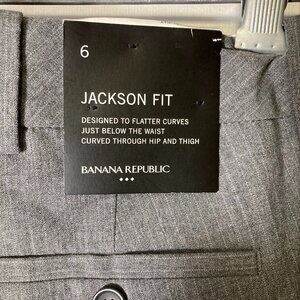 6
JACKSON FIT
DESIGNED TO FLATTER CURVES
JUST BELOW THE WAIST
CURVED THROUGH HIP AND THIGH
BANANA REPUBLIC